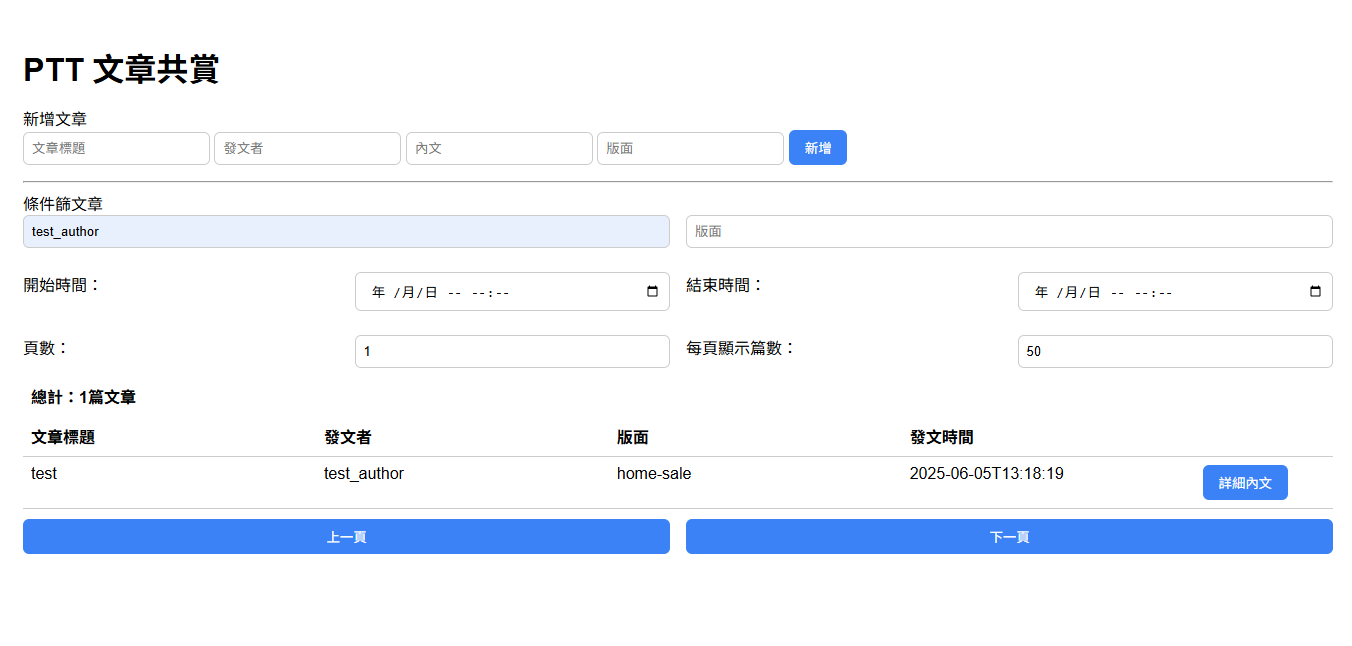 PTT 文章共賞
新增文章
文章標題 發文者 內文 版面 新增
條件篩文章
test_author 版面
開始時間： 年 /月/日 -- --:-- 結束時間： 年 /月/日 -- --:--
頁數： 1 每頁顯示篇數： 50
總計：1篇文章
文章標題 發文者 版面 發文時間
test test_author home-sale 2025-06-05T13:18:19 詳細內文
上一頁 下一頁